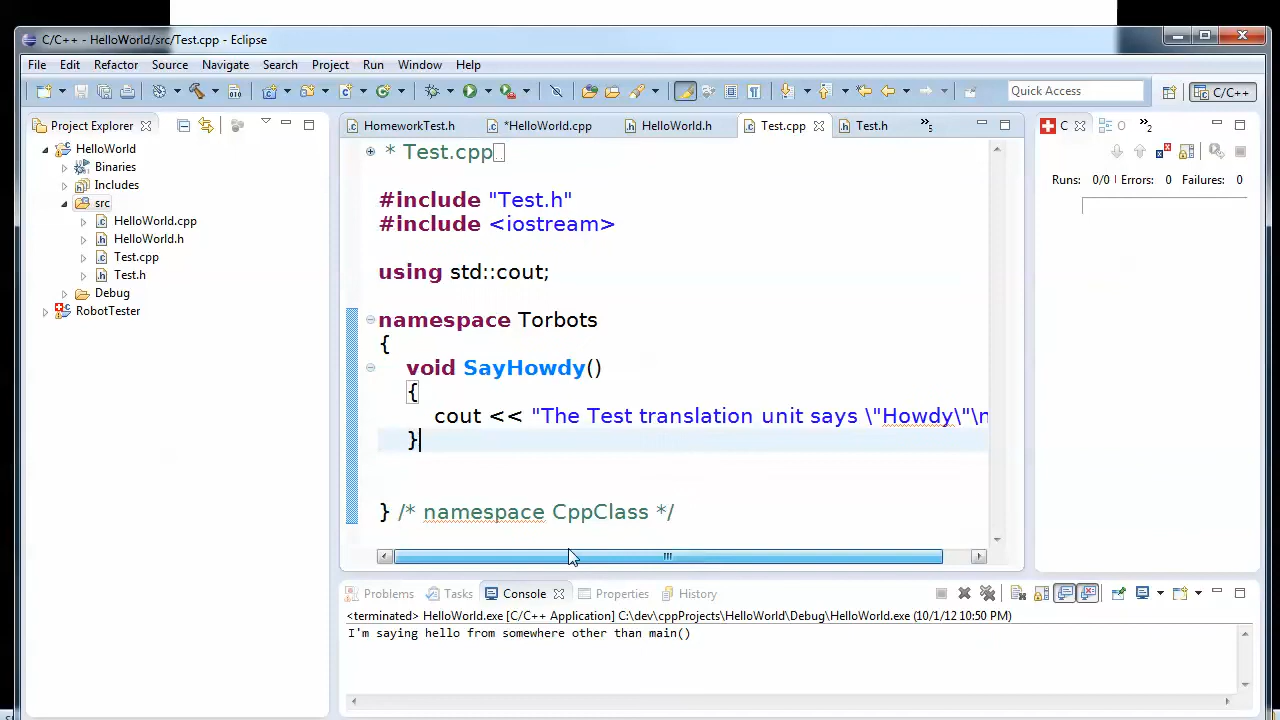 C/C++ - HelloWorld/src/Test.cpp - Eclipse
File Edit Refactor Source Navigate Search Project Run Window Help
Quick Access
C/C++
Project Explorer
HomeworkTest.h
*HelloWorld.cpp
HelloWorld.h
Test.cpp
Test.h
5
C
O
2
HelloWorld
Binaries
Includes
src
HelloWorld.cpp
HelloWorld.h
Test.cpp
Test.h
Debug
RobotTester
* Test.cpp
#include "Test.h"
#include <iostream>
using std::cout;
namespace Torbots
{
void SayHowdy()
{
cout << "The Test translation unit says \"Howdy\"\n
}
} /* namespace CppClass */
Runs: 0/0 Errors: 0 Failures: 0
Problems Tasks Console Properties History
<terminated> HelloWorld.exe [C/C++ Application] C:\dev\cppProjects\HelloWorld\Debug\HelloWorld.exe (10/1/12 10:50 PM)
I'm saying hello from somewhere other than main()